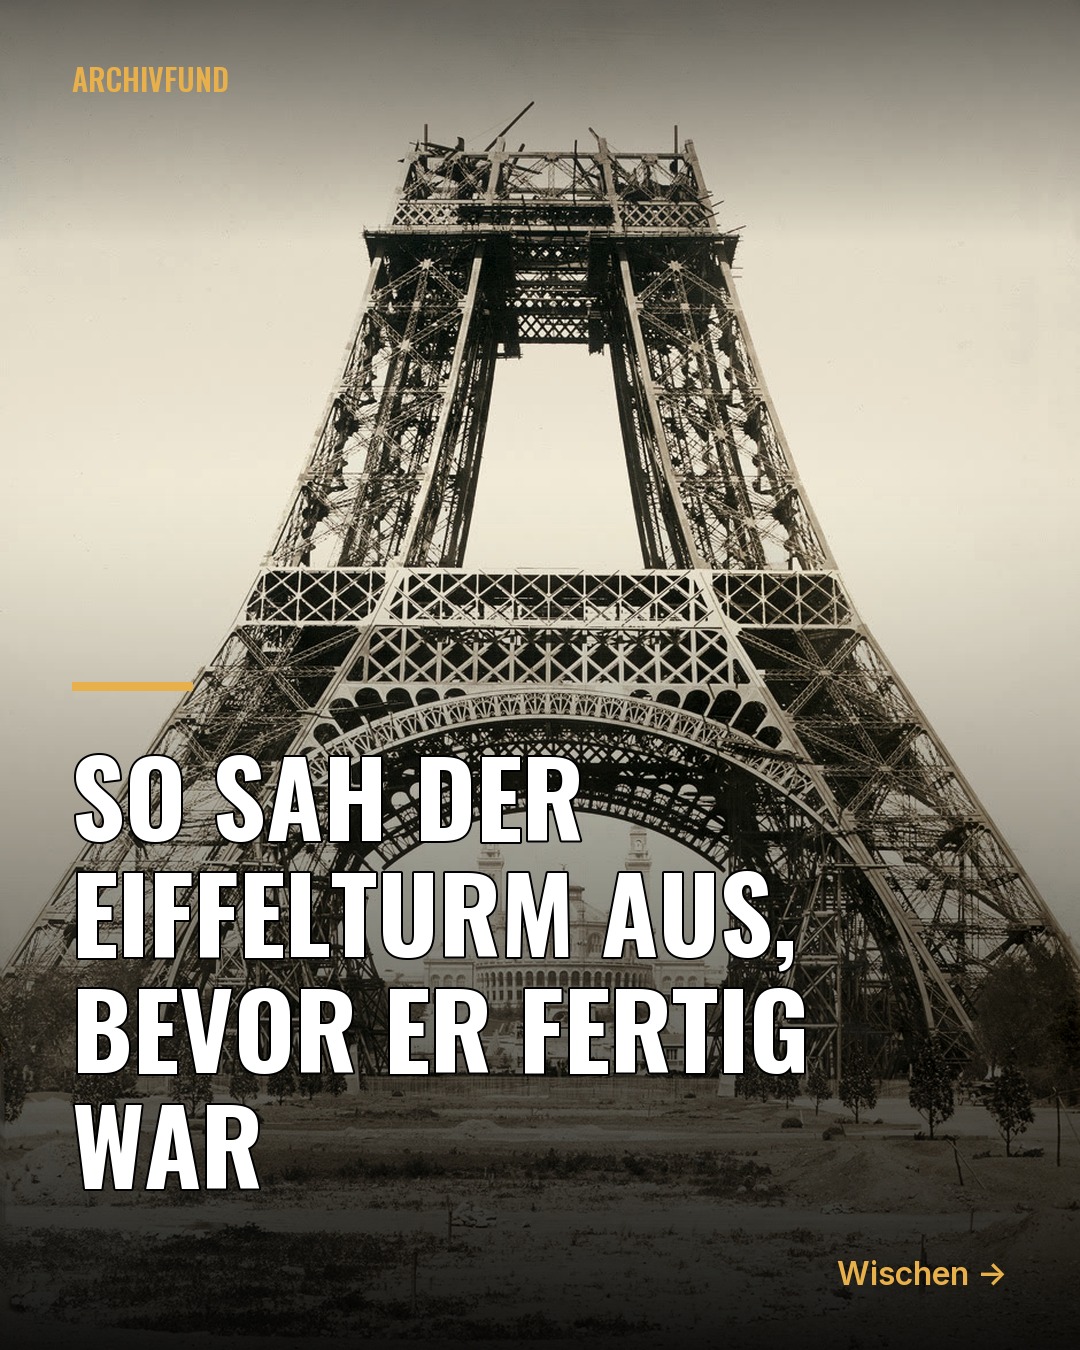 ARCHIVFUND
SO SAH DER
EIFFELTURM AUS,
BEVOR ER FERTIG
WAR
Wischen →